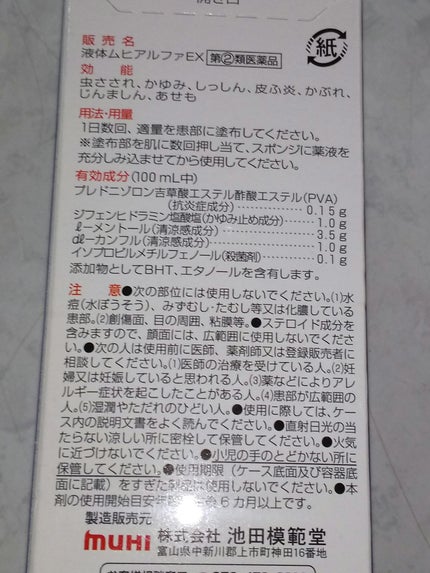 開き口
紙
販売名
液体ムヒアルファEX 指定②類医薬品
効能
虫さされ、かゆみ、しっしん、皮ふ炎、かぶれ、
じんましん、あせも
用法・用量
1日数回、適量を患部に塗布してください。
※塗布部を肌に数回押し当て、スポンジに薬液を
充分しみ込ませてから使用してください。
有効成分(100mL中)
プレドニゾロン吉草酸エステル酢酸エステル(PVA)
(抗炎症成分)……0.15g
ジフェンヒドラミン塩酸塩(かゆみ止め成分)……1.0g
ℓーメントール(清涼感成分)……3.5g
dℓーカンフル(清涼感成分)……1.0g
イソプロピルメチルフェノール(殺菌剤)……0.1g
添加物としてBHT、エタノールを含有します。
注 意●次の部位には使用しないでください。(1)水
痘(水ぼうそう)、みずむし・たむし等又は化膿している
患部。(2)創傷面、目の周囲、粘膜等。●ステロイド成分を
含みますので、顔面には、広範囲に使用しないでくださ
い。●次の人は使用前に医師、薬剤師又は登録販売者に
相談してください。(1)医師の治療を受けている人。(2)妊
婦又は妊娠していると思われる人。(3)薬などによりアレ
ルギー症状を起こしたことがある人。(4)患部が広範囲の
人。(5)湿潤やただれのひどい人。●使用に際しては、ケー
ス内の説明文書をよく読んでください。●直射日光の当
たらない涼しい所に密栓して保管してください。●火気
に近づけないでください。●小児の手のとどかない所に
保管してください。●使用期限(ケース底面及び容器底
面に記載)をすぎた製品は使用しないでください。●本
剤の使用開始目安年齢は生後6カ月以上です。
製造販売元
MUHI 株式会社 池田模範堂
富山県中新川郡上市町神田16番地